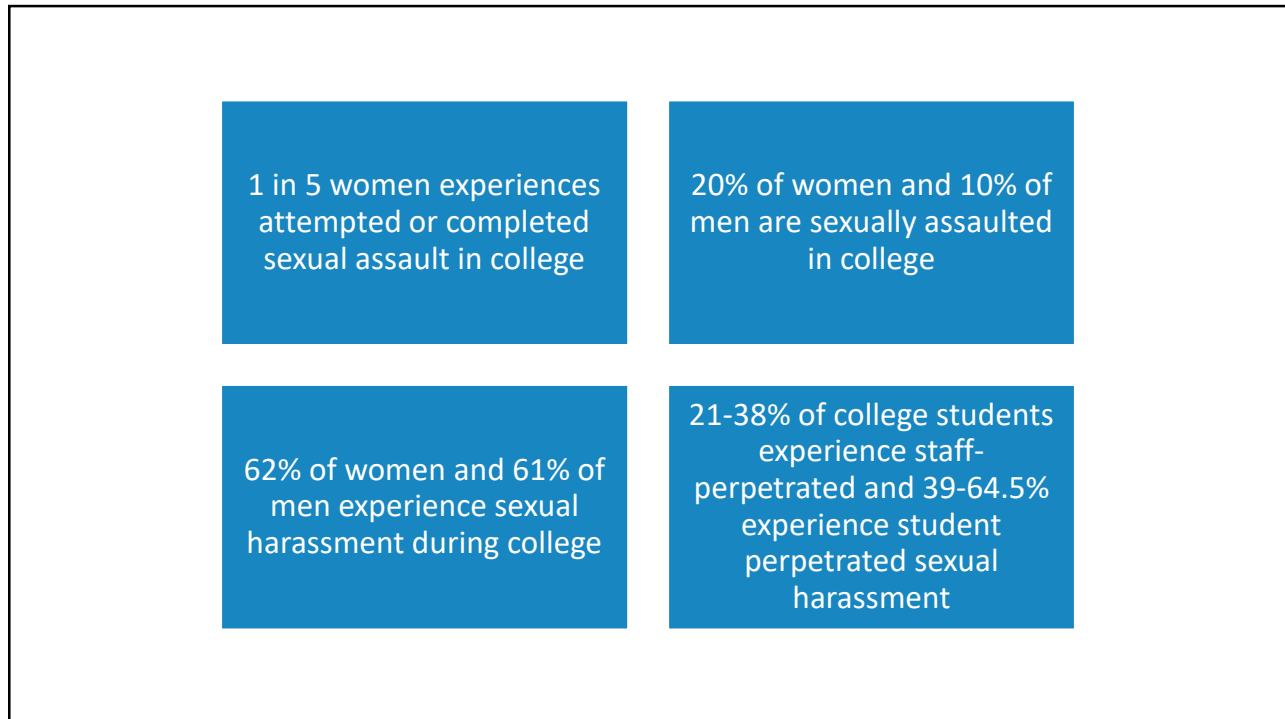 1 in 5 women experiences
attempted or completed
sexual assault in college
20% of women and 10% of
men are sexually assaulted
in college
62% of women and 61% of
men experience sexual
harassment during college
21-38% of college students
experience staff-
perpetrated and 39-64.5%
experience student
perpetrated sexual
harassment